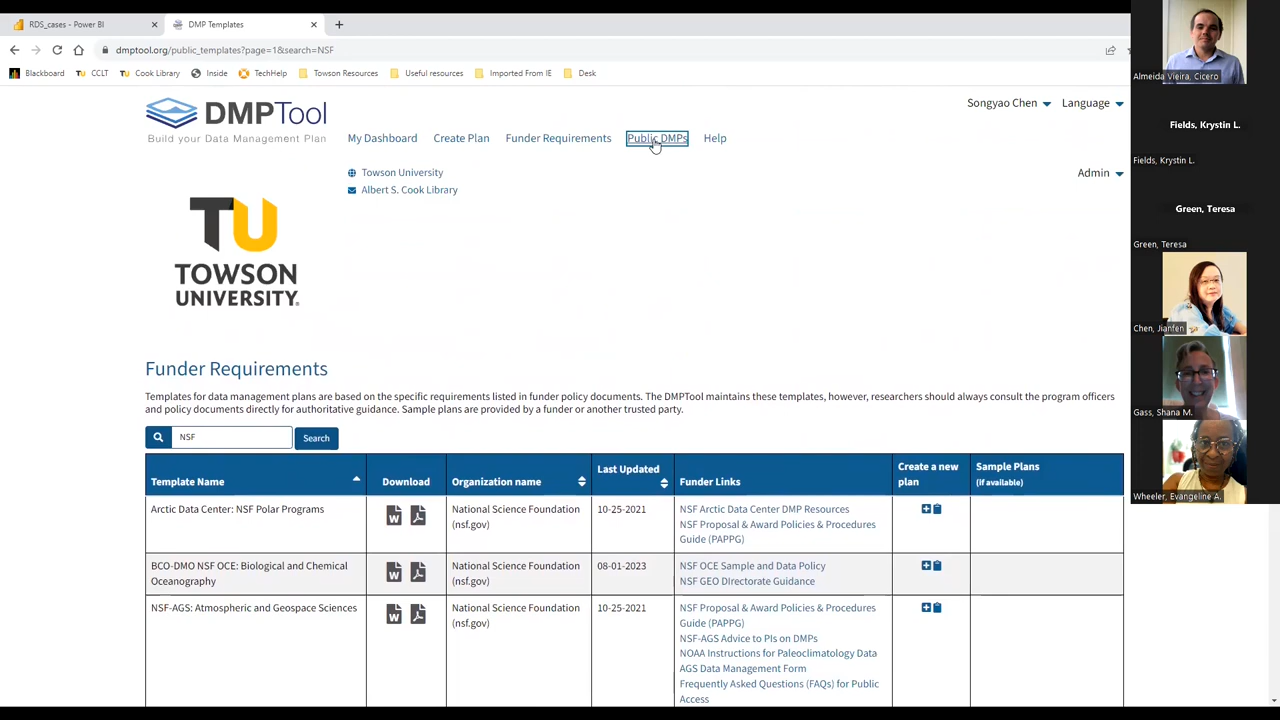 RDS_cases - Power BI
DMP Templates
dmptool.org/public_templates?page=1&search=NSF
Blackboard
CCLT
Cook Library
Inside
TechHelp
Towson Resources
Useful resources
Imported From IE
Desk
DMPTool
Build your Data Management Plan
Songyao Chen
Language
My Dashboard
Create Plan
Funder Requirements
Public DMPs
Help
Towson University
Albert S. Cook Library
Admin
TU
TOWSON
UNIVERSITY.
Funder Requirements
Templates for data management plans are based on the specific requirements listed in funder policy documents. The DMPTool maintains these templates, however, researchers should always consult the program officers
and policy documents directly for authoritative guidance. Sample plans are provided by a funder or another trusted party.
NSF
Search
Template Name
Download
Organization name
Last Updated
Funder Links
Create a new
plan
Sample Plans
(if available)
Arctic Data Center: NSF Polar Programs
National Science Foundation
(nsf.gov)
10-25-2021
NSF Arctic Data Center DMP Resources
NSF Proposal & Award Policies & Procedures
Guide (PAPPG)
BCO-DMO NSF OCE: Biological and Chemical
Oceanography
National Science Foundation
(nsf.gov)
08-01-2023
NSF OCE Sample and Data Policy
NSF GEO DIrectorate Guidance
NSF-AGS: Atmospheric and Geospace Sciences
National Science Foundation
(nsf.gov)
10-25-2021
NSF Proposal & Award Policies & Procedures
Guide (PAPPG)
NSF-AGS Advice to PIs on DMPs
NOAA Instructions for Paleoclimatology Data
AGS Data Management Form
Frequently Asked Questions (FAQs) for Public
Access
Almeida Vieira, Cicero
Fields, Krystin L.
Fields, Krystin L.
Green, Teresa
Green, Teresa
Chen, Jianfen
Gass, Shana M.
Wheeler, Evangeline A.